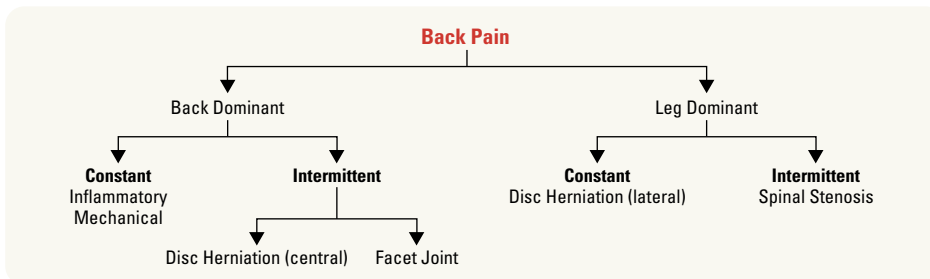 Back Pain
Back Dominant
Leg Dominant
Constant
Inflammatory
Mechanical
Intermittent
Constant
Disc Herniation (lateral)
Intermittent
Spinal Stenosis
Disc Herniation (central)
Facet Joint